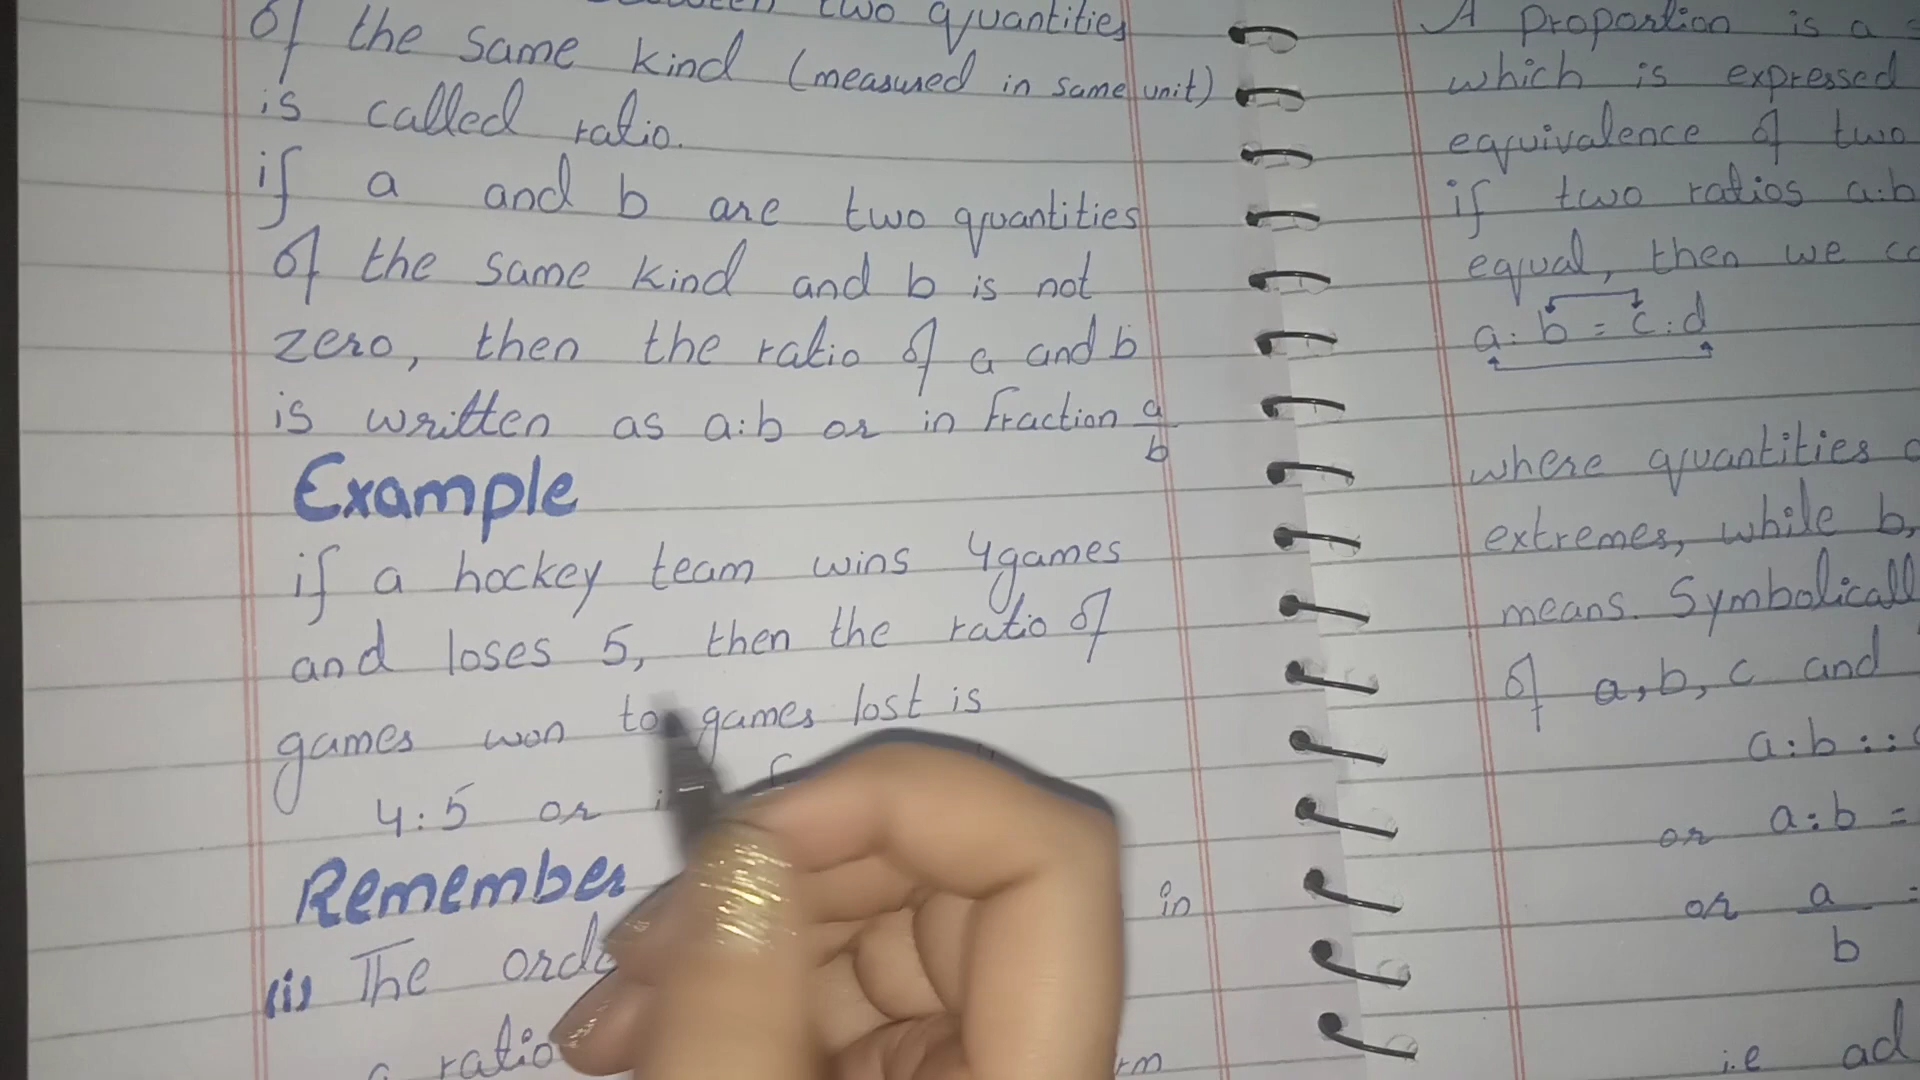 two quantities
of the same kind (measured in same unit)
is called ratio.
if a and b are two quantities
of the same kind and b is not
zero, then the ratio of a and b
is written as a:b or in fraction a/b
Example
if a hockey team wins 4 games
and loses 5, then the ratio of
games won to games lost is
4:5 or
Remember
(i) The
a ratio
in
A proportion is a
which is expressed
equivalence of two
if two ratios a:b
equal, then we
a:b = c:d
where quantities
extremes, while b,
means.
of a, b, c and
a:b ::
or a:b =
or a/b =
i.e ad